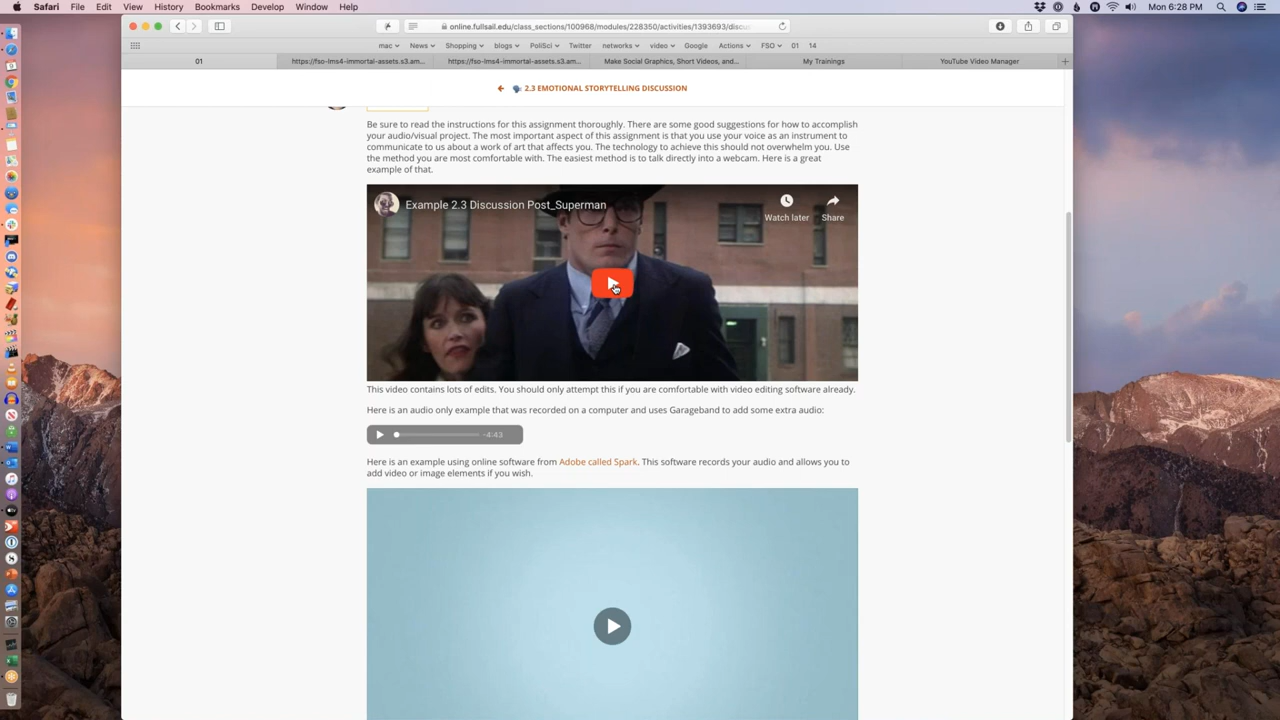 Safari File Edit View History Bookmarks Develop Window Help Mon 6:28 PM
online.fullsail.edu/class_sections/100968/modules/228350/activities/1393693/discu
mac News Shopping blogs PoliSci Twitter networks video Google Actions FSO 01 14
01 https://fso-lms4-immortal-assets.s3.am... https://fso-lms4-immortal-assets.s3.am... Make Social Graphics, Short Videos, and... My Trainings YouTube Video Manager
2.3 EMOTIONAL STORYTELLING DISCUSSION
Be sure to read the instructions for this assignment thoroughly. There are some good suggestions for how to accomplish
your audio/visual project. The most important aspect of this assignment is that you use your voice as an instrument to
communicate to us about a work of art that affects you. The technology to achieve this should not overwhelm you. Use
the method you are most comfortable with. The easiest method is to talk directly into a webcam. Here is a great
example of that.
Example 2.3 Discussion Post_Superman
Watch later Share
This video contains lots of edits. You should only attempt this if you are comfortable with video editing software already.
Here is an audio only example that was recorded on a computer and uses Garageband to add some extra audio:
-4:43
Here is an example using online software from Adobe called Spark. This software records your audio and allows you to
add video or image elements if you wish.